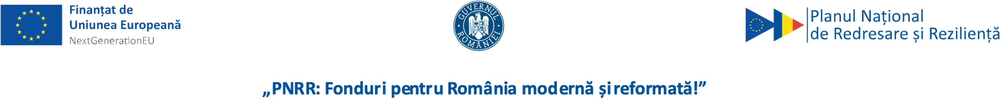 Finanțat de
Uniunea Europeană
NextGenerationEU
GUVERNUL ROMÂNIEI
Planul Național
de Redresare și Reziliență
„PNRR: Fonduri pentru România modernă și reformată!”